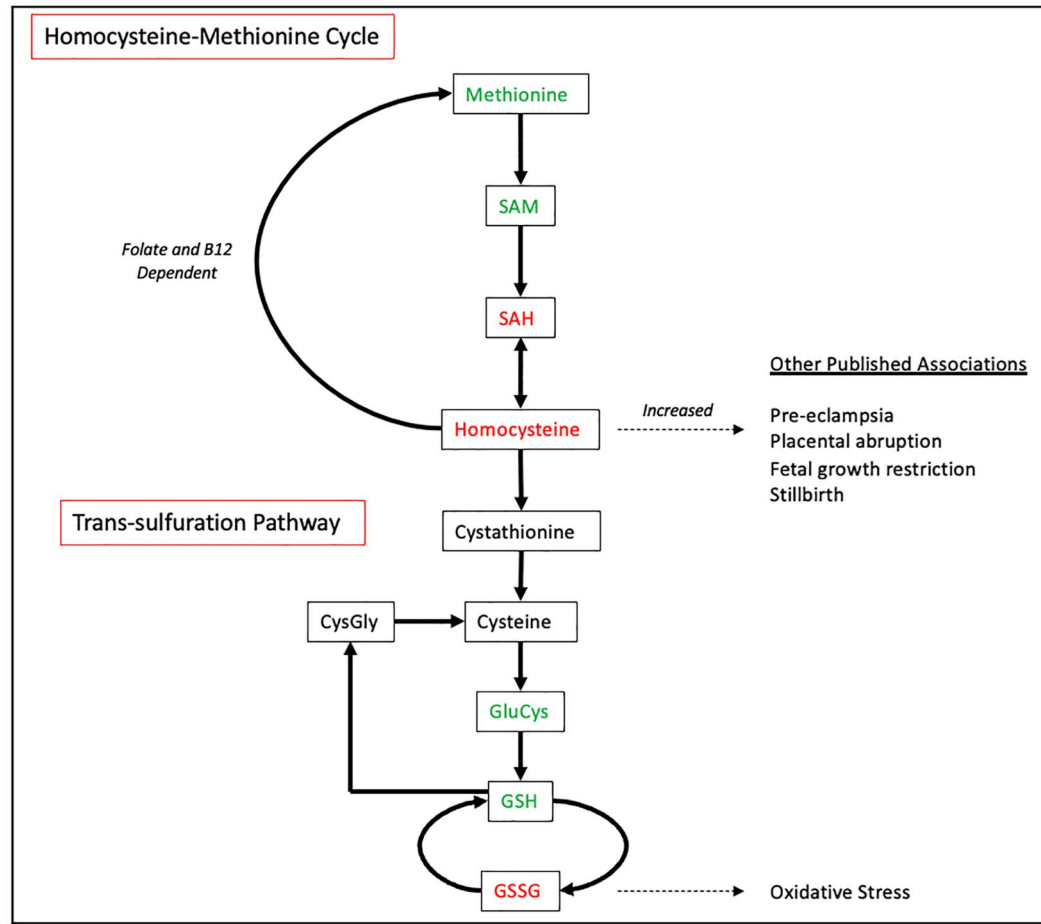 Homocysteine-Methionine Cycle
Methionine
SAM
Folate and B12
Dependent
SAH
Other Published Associations
Homocysteine
Increased
Pre-eclampsia
Placental abruption
Fetal growth restriction
Stillbirth
Trans-sulfuration Pathway
Cystathionine
CysGly
Cysteine
GluCys
GSH
GSSG
Oxidative Stress